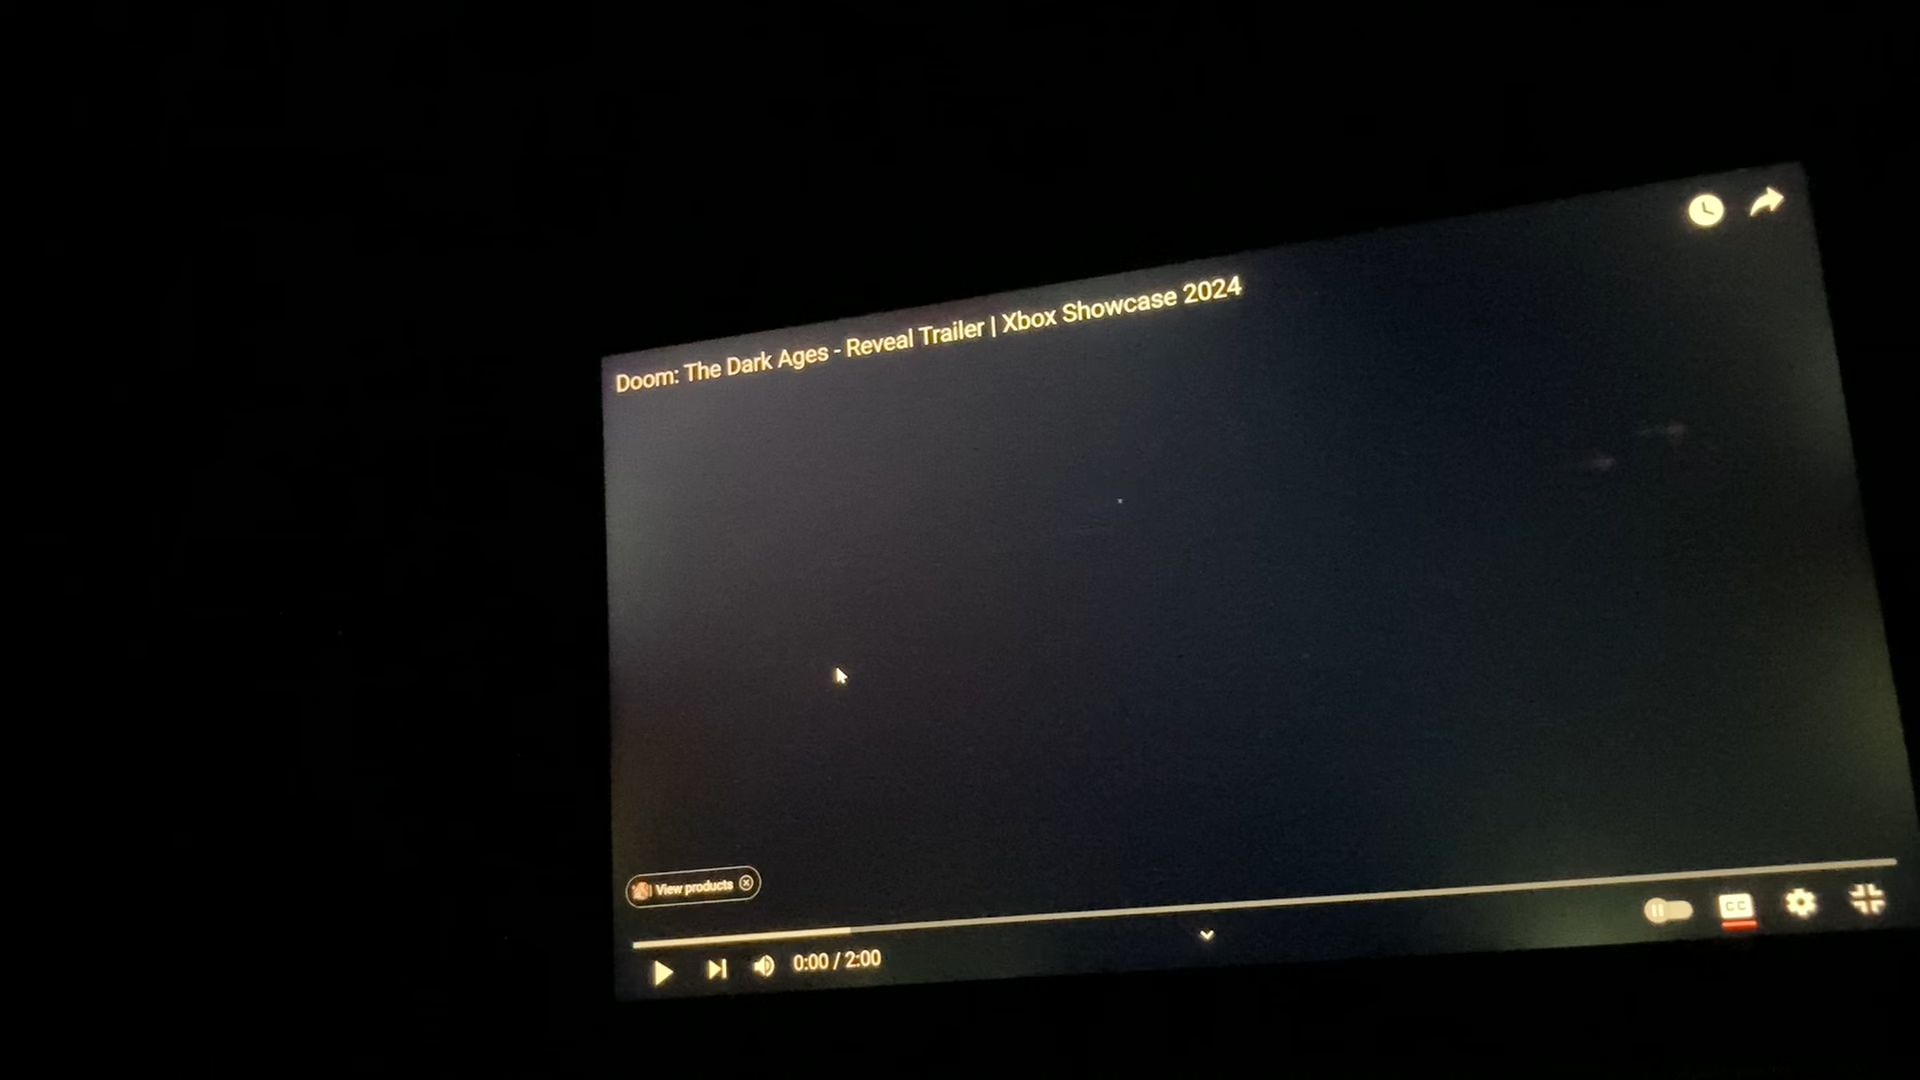 Doom: The Dark Ages - Reveal Trailer | Xbox Showcase 2024
View products
0:00 / 2:00
CC